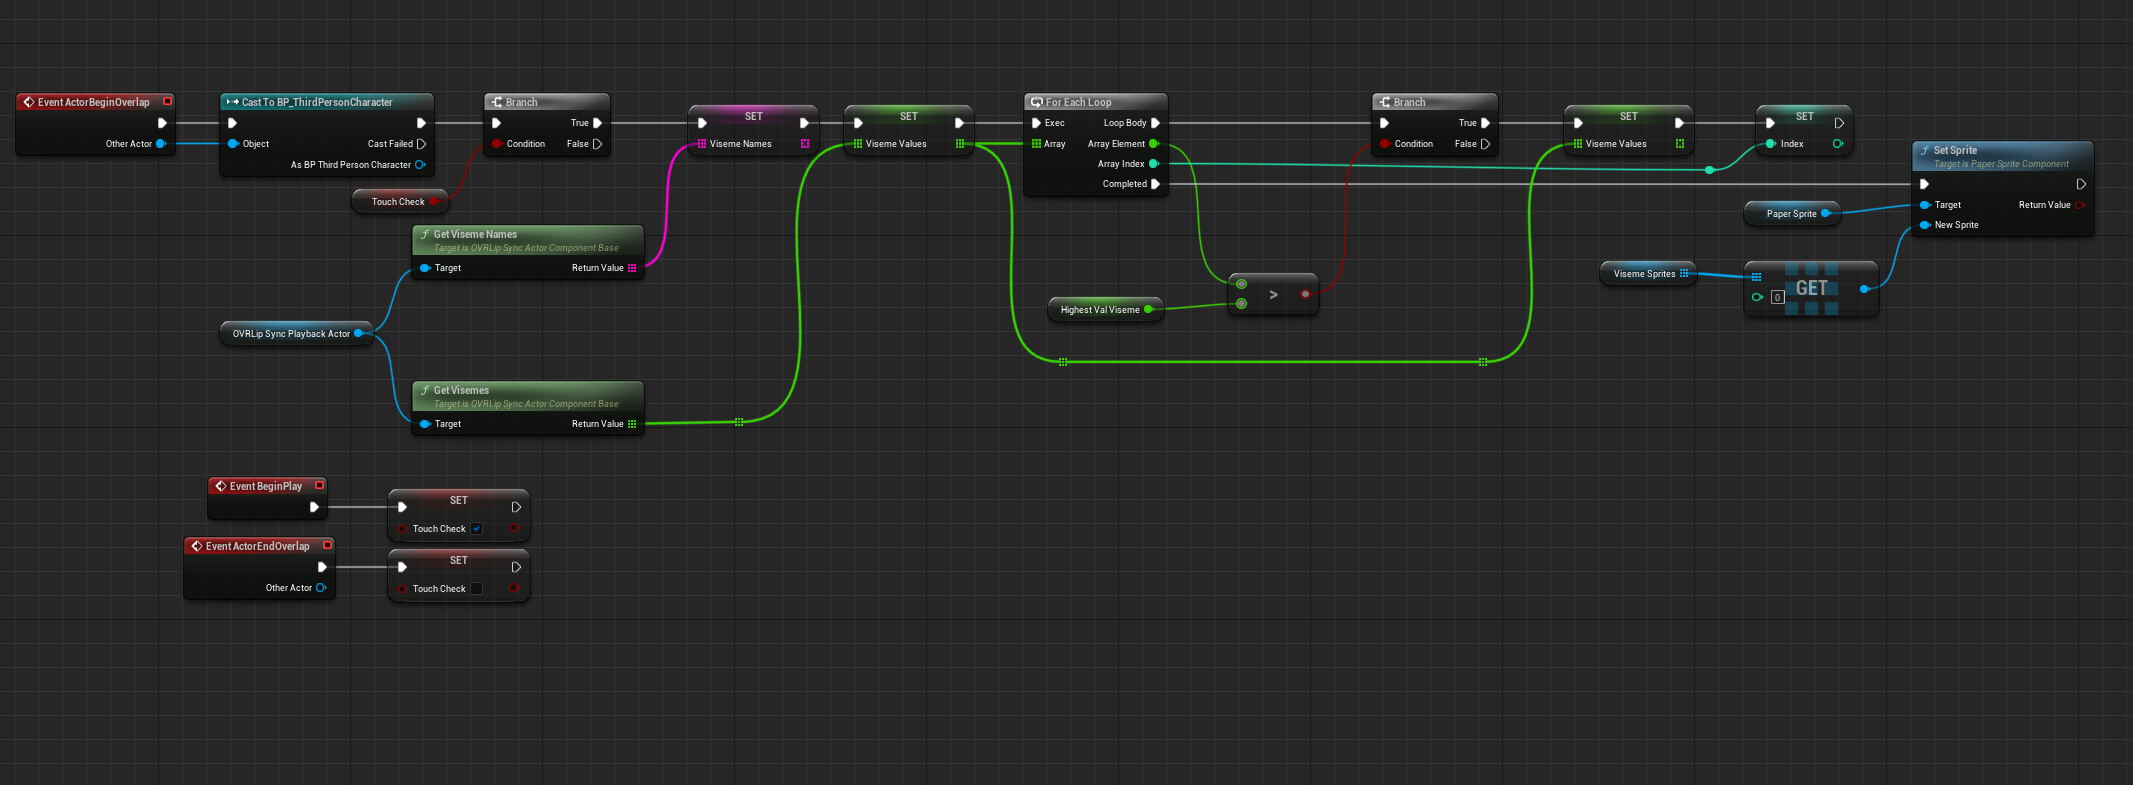 Event ActorBeginOverlap
Other Actor
Cast To BP_ThirdPersonCharacter
Object
Cast Failed
As BP Third Person Character
Branch
True
Condition
False
Touch Check
SET
Viseme Names
SET
Viseme Values
For Each Loop
Exec
Loop Body
Array
Array Element
Array Index
Completed
Branch
True
Condition
False
SET
Viseme Values
SET
Index
Set Sprite
Target is Paper Sprite Component
Target
Return Value
New Sprite
Paper Sprite
Viseme Sprites
GET
0
Get Viseme Names
Target is OVRLip Sync Actor Component Base
Target
Return Value
OVRLip Sync Playback Actor
Highest Val Viseme
>
Get Visemes
Target is OVRLip Sync Actor Component Base
Target
Return Value
Event BeginPlay
SET
Touch Check
Event ActorEndOverlap
Other Actor
SET
Touch Check